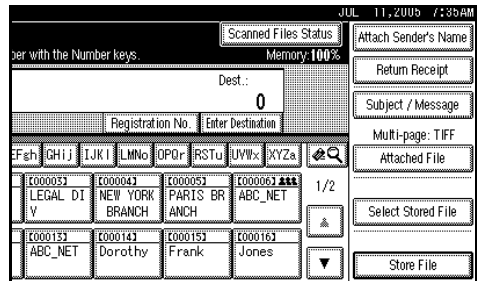 JUL 11,2005 7:35AM
Scanned Files Status
Attach Sender's Name
ber with the Number keys.
Memory:100%
Return Receipt
Dest.:
0
Subject / Message
Registration No.
Enter Destination
Multi-page: TIFF
EFgh GHij IJKl LMNo OPQr RSTu UVWx XYZa
Attached File
[00003] [00004] [00005] [00006]
1/2
LEGAL DI NEW YORK PARIS BR ABC_NET
V BRANCH ANCH
Select Stored File
[00013] [00014] [00015] [00016]
ABC_NET Dorothy Frank Jones
Store File